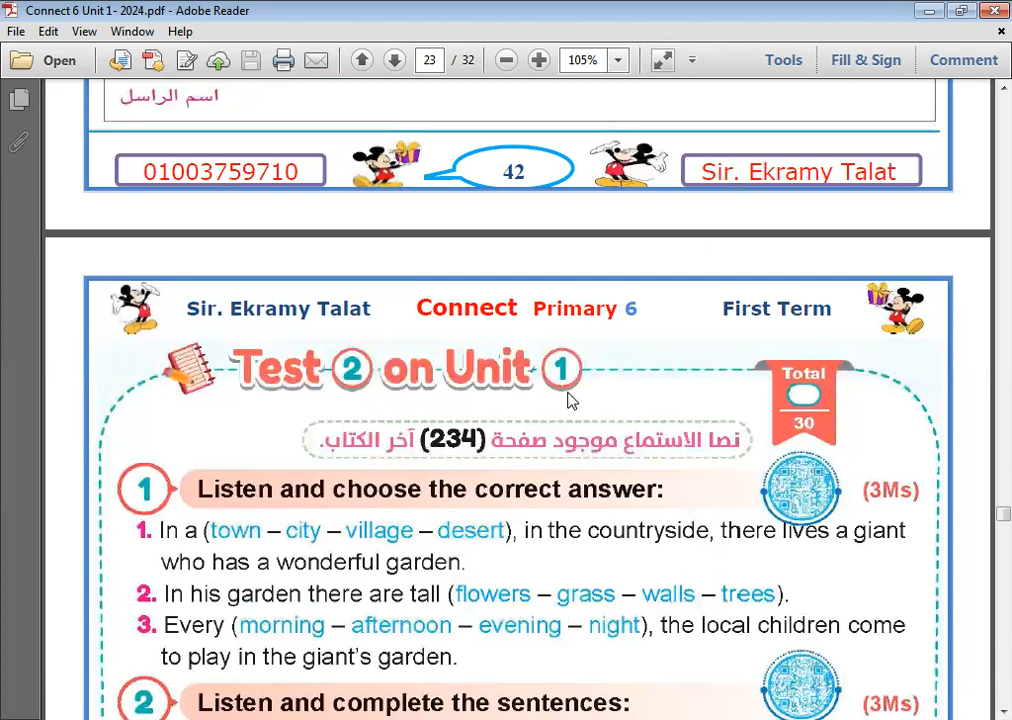 Connect 6 Unit 1- 2024.pdf - Adobe Reader
File Edit View Window Help
Open 23 / 32 105% Tools Fill & Sign Comment
اسم الراسل
01003759710 42 Sir. Ekramy Talat
Sir. Ekramy Talat Connect Primary 6 First Term
Test 2 on Unit 1
Total
30
نصا الاستماع موجود صفحة (234) آخر الكتاب.
1 Listen and choose the correct answer: (3Ms)
1. In a (town – city – village – desert), in the countryside, there lives a giant
who has a wonderful garden.
2. In his garden there are tall (flowers – grass – walls – trees).
3. Every (morning – afternoon – evening – night), the local children come
to play in the giant's garden.
2 Listen and complete the sentences: (3Ms)